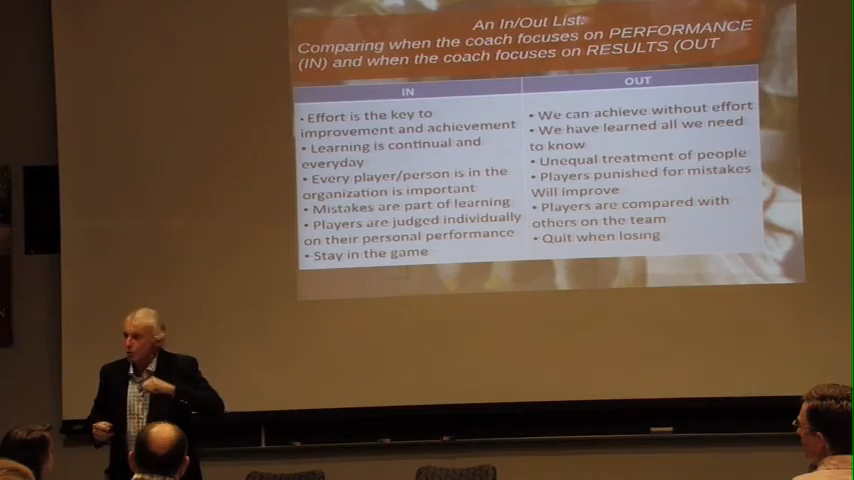 An In/Out List:
Comparing when the coach focuses on PERFORMANCE
(IN) and when the coach focuses on RESULTS (OUT
IN
• Effort is the key to
improvement and achievement
• Learning is continual and
everyday
• Every player/person is in the
organization is important
• Mistakes are part of learning
• Players are judged individually
on their personal performance
• Stay in the game
OUT
• We can achieve without effort
• We have learned all we need
to know
• Unequal treatment of people
• Players punished for mistakes
Will improve
• Players are compared with
others on the team
• Quit when losing